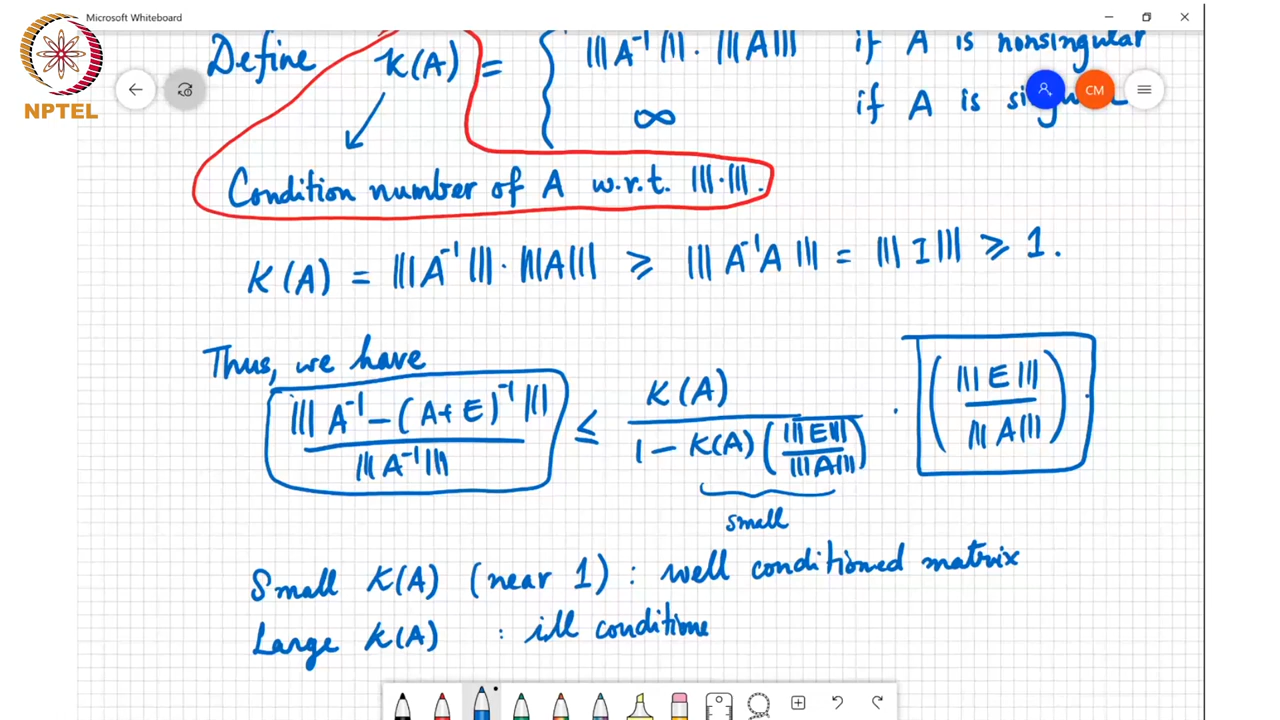 Microsoft Whiteboard
NPTEL
CM
Define K(A) = { ||| A⁻¹ ||| · ||| A ||| if A is nonsingular
∞ if A is
Condition number of A w.r.t. |||·|||.
K(A) = ||| A⁻¹ ||| · ||| A ||| ≥ ||| A⁻¹A ||| = ||| I ||| ≥ 1.
Thus, we have
||| A⁻¹ − (A+E)⁻¹ ||| / ||| A⁻¹ ||| ≤ K(A) / (1 − K(A) (||| E ||| / ||| A |||)) · (||| E ||| / ||| A |||).
small
Small K(A) (near 1) : well conditioned matrix
Large K(A) : ill conditione